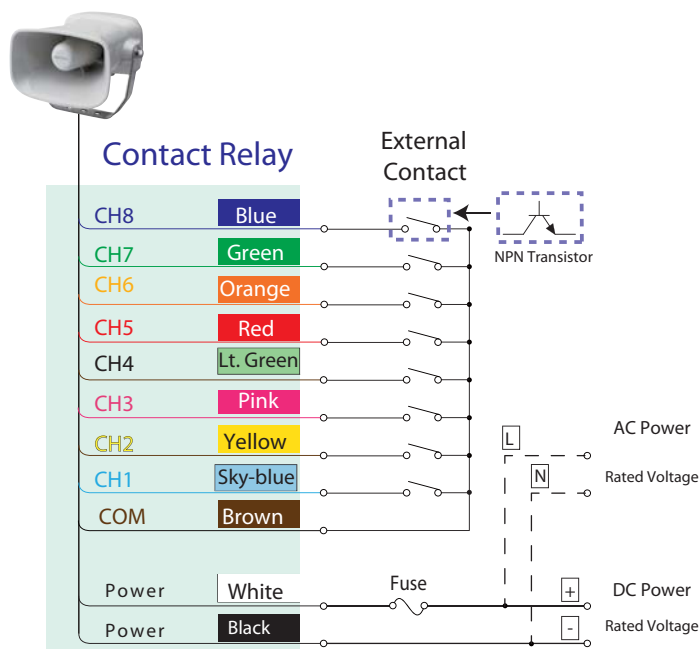 Contact Relay
External
Contact
CH8 Blue
NPN Transistor
CH7 Green
CH6 Orange
CH5 Red
CH4 Lt. Green
CH3 Pink
CH2 Yellow
L AC Power
CH1 Sky-blue
N Rated Voltage
COM Brown
Power White Fuse + DC Power
Power Black - Rated Voltage